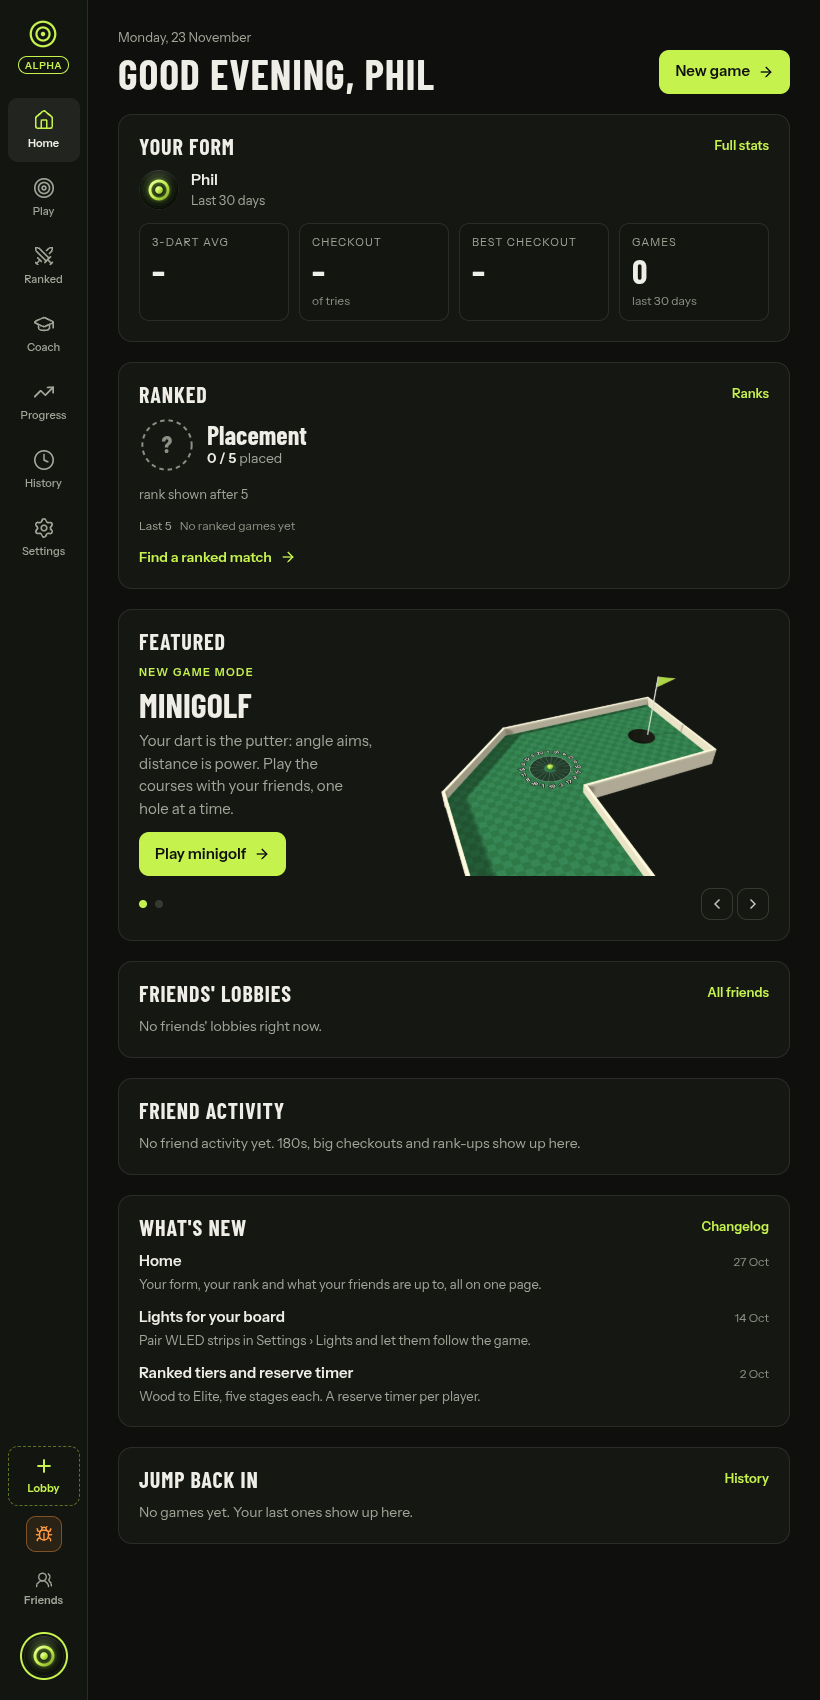 ALPHA
Home
Play
Ranked
Coach
Progress
History
Settings
Lobby
Friends
Monday, 23 November
GOOD EVENING, PHIL
New game
YOUR FORM
Full stats
Phil
Last 30 days
3-DART AVG
–
CHECKOUT
–
of tries
BEST CHECKOUT
–
GAMES
0
last 30 days
RANKED
Ranks
?
Placement
0 / 5 placed
rank shown after 5
Last 5 No ranked games yet
Find a ranked match
FEATURED
NEW GAME MODE
MINIGOLF
Your dart is the putter: angle aims,
distance is power. Play the
courses with your friends, one
hole at a time.
Play minigolf
FRIENDS' LOBBIES
All friends
No friends' lobbies right now.
FRIEND ACTIVITY
No friend activity yet. 180s, big checkouts and rank-ups show up here.
WHAT'S NEW
Changelog
Home
27 Oct
Your form, your rank and what your friends are up to, all on one page.
Lights for your board
14 Oct
Pair WLED strips in Settings › Lights and let them follow the game.
Ranked tiers and reserve timer
2 Oct
Wood to Elite, five stages each. A reserve timer per player.
JUMP BACK IN
History
No games yet. Your last ones show up here.